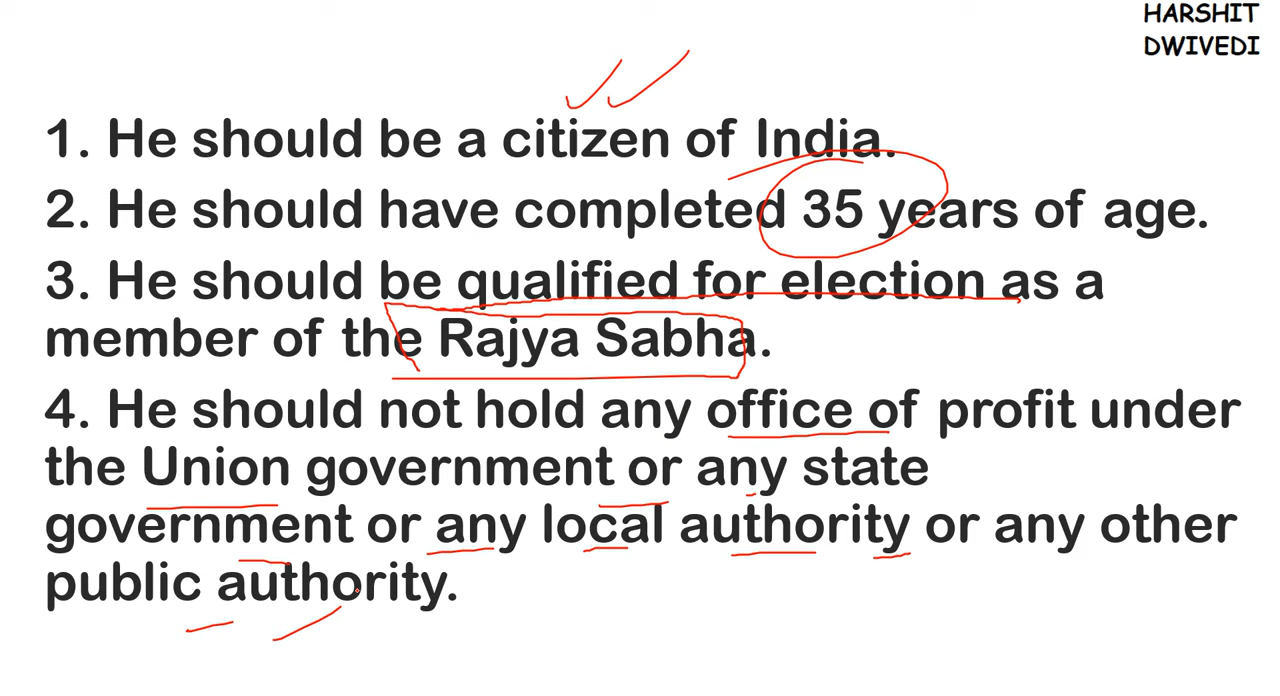 HARSHIT
DWIVEDI
1. He should be a citizen of India.
2. He should have completed 35 years of age.
3. He should be qualified for election as a
member of the Rajya Sabha.
4. He should not hold any office of profit under
the Union government or any state
government or any local authority or any other
public authority.